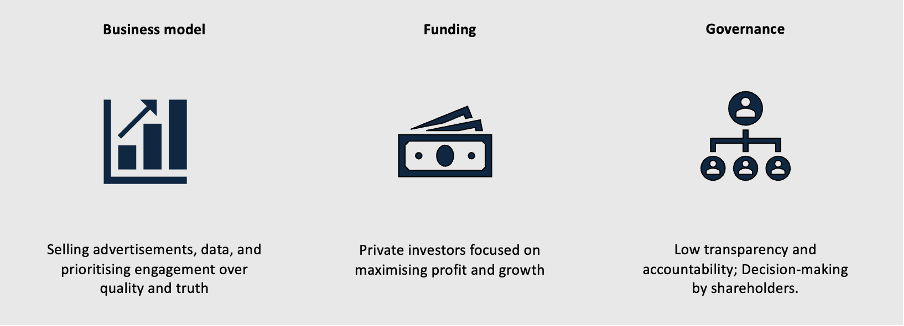 Business model
Funding
Governance
Selling advertisements, data, and
prioritising engagement over
quality and truth
Private investors focused on
maximising profit and growth
Low transparency and
accountability; Decision-making
by shareholders.